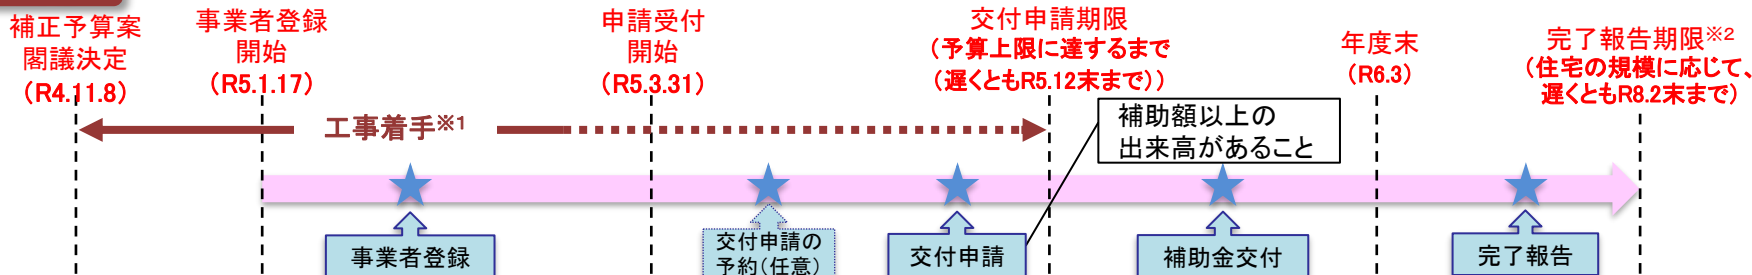 補正予算案
閣議決定
(R4.11.8)
事業者登録
開始
(R5.1.17)
申請受付
開始
(R5.3.31)
交付申請期限
(予算上限に達するまで
(遅くともR5.12末まで))
年度末
(R6.3)
完了報告期限※2
(住宅の規模に応じて、
遅くともR8.2末まで)
工事着手※1
補助額以上の
出来高があること
事業者登録
交付申請の
予約(任意)
交付申請
補助金交付
完了報告